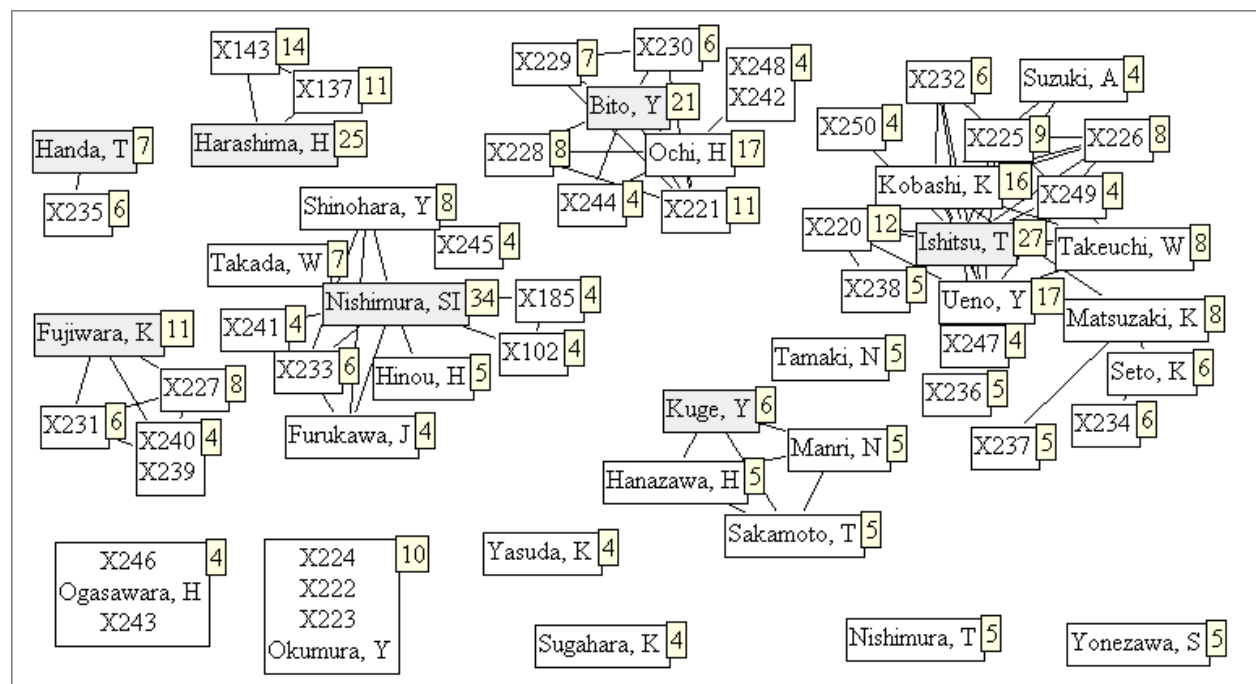 X143 14
X137 11
Harashima, H 25
Handa, T 7
X235 6
X229 7
X230 6
X248 4
X242
Bito, Y 21
X228 8
Ochi, H 17
X244 4
X221 11
X232 6
Suzuki, A 4
X250 4
X225 9
X226 8
Kobashi, K 16
X249 4
X220 12
Ishitsu, T 27
Takeuchi, W 8
X238 5
Ueno, Y 17
Matsuzaki, K 8
X247 4
Seto, K 6
X236 5
X234 6
X237 5
Shinohara, Y 8
X245 4
Takada, W 7
Nishimura, SI 34
X185 4
X241 4
X102 4
X233 6
Hinou, H 5
Furukawa, J 4
Fujiwara, K 11
X227 8
X231 6
X240 4
X239
Tamaki, N 5
Kuge, Y 6
Manri, N 5
Hanazawa, H 5
Sakamoto, T 5
X246 4
Ogasawara, H
X243
X224 10
X222
X223
Okumura, Y
Yasuda, K 4
Sugahara, K 4
Nishimura, T 5
Yonezawa, S 5